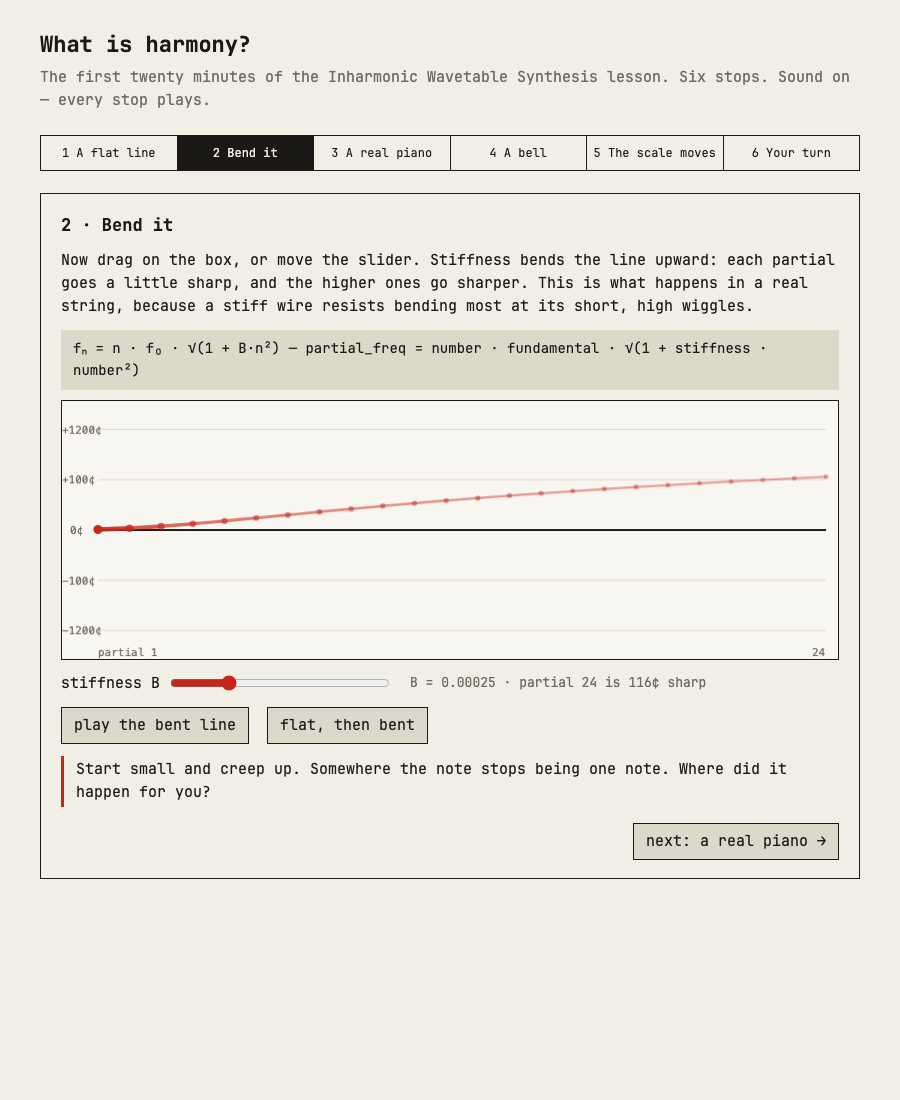 What is harmony?
The first twenty minutes of the Inharmonic Wavetable Synthesis lesson. Six stops. Sound on
— every stop plays.
1 A flat line
2 Bend it
3 A real piano
4 A bell
5 The scale moves
6 Your turn
2 · Bend it
Now drag on the box, or move the slider. Stiffness bends the line upward: each partial
goes a little sharp, and the higher ones go sharper. This is what happens in a real
string, because a stiff wire resists bending most at its short, high wiggles.
fₙ = n · f₀ · √(1 + B·n²) — partial_freq = number · fundamental · √(1 + stiffness ·
number²)
+1200¢
+100¢
0¢
−100¢
−1200¢
partial 1
24
stiffness B
B = 0.00025 · partial 24 is 116¢ sharp
play the bent line
flat, then bent
Start small and creep up. Somewhere the note stops being one note. Where did it
happen for you?
next: a real piano →